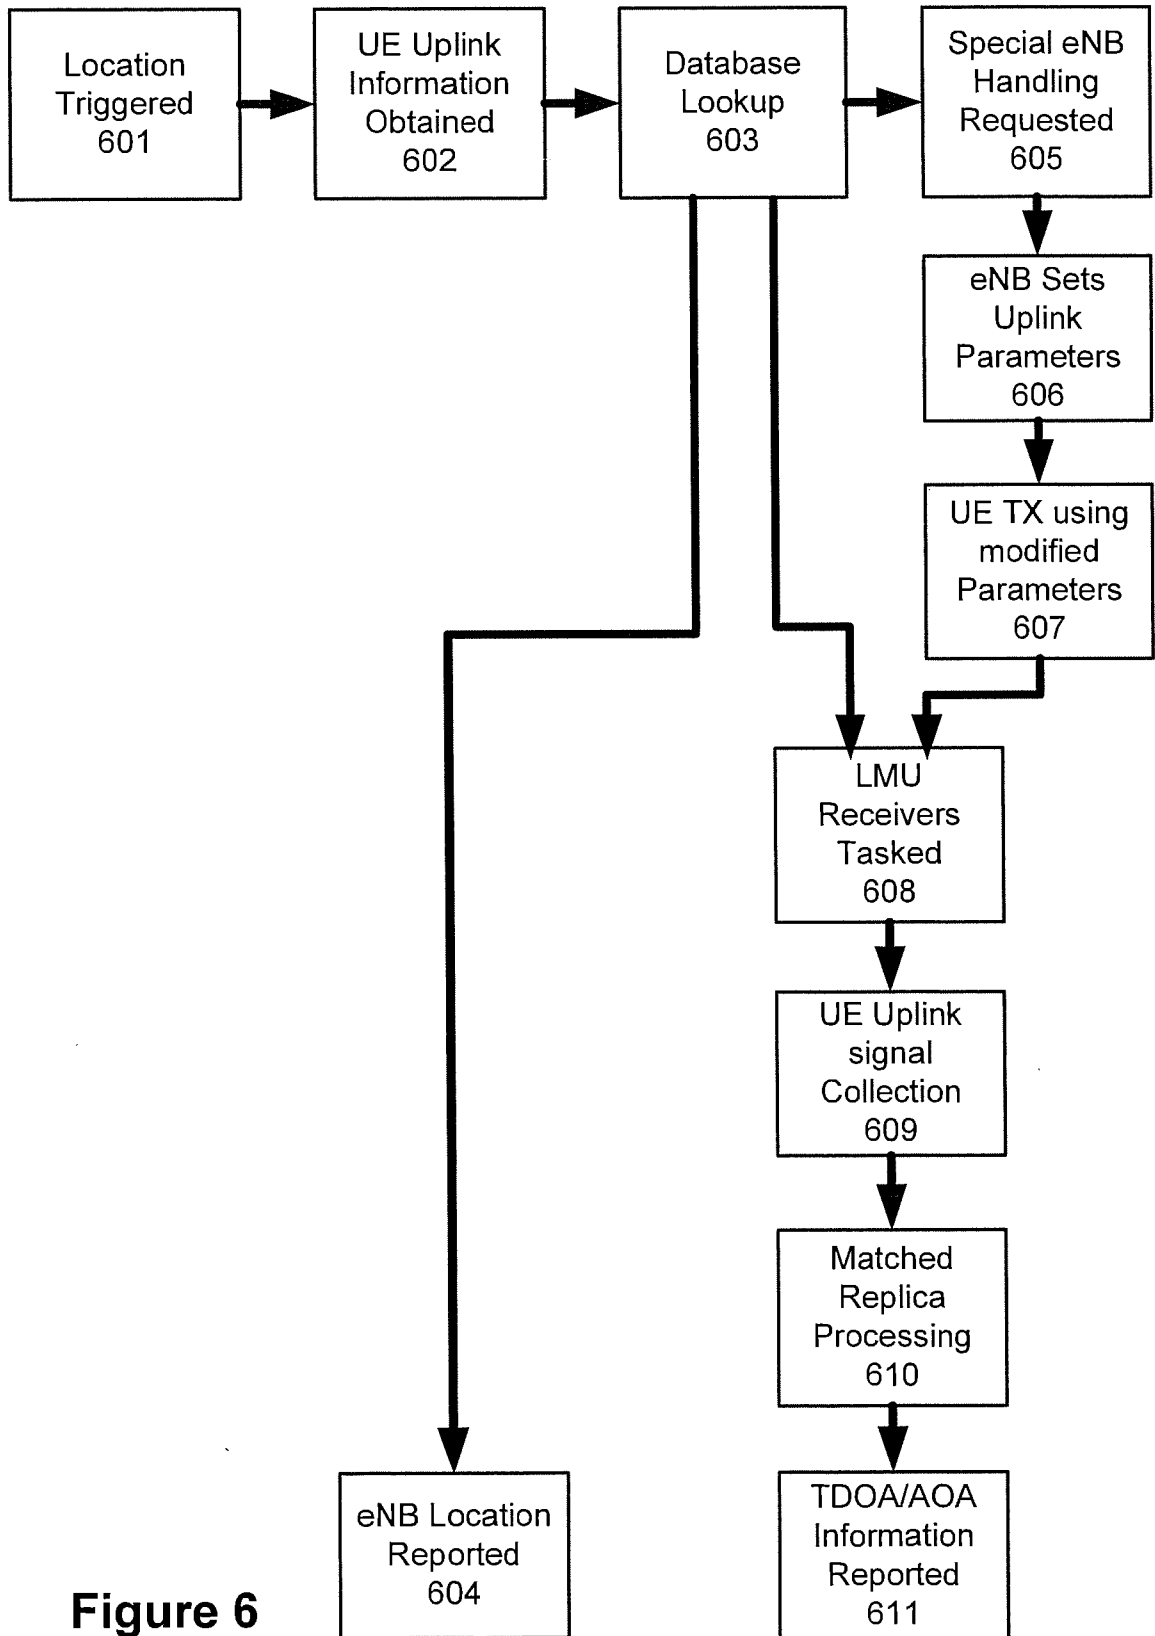 Location
Triggered
601
UE Uplink
Information
Obtained
602
Database
Lookup
603
Special eNB
Handling
Requested
605
eNB Sets
Uplink
Parameters
606
UE TX using
modified
Parameters
607
LMU
Receivers
Tasked
608
UE Uplink
signal
Collection
609
Matched
Replica
Processing
610
eNB Location
Reported
604
TDOA/AOA
Information
Reported
611
Figure 6